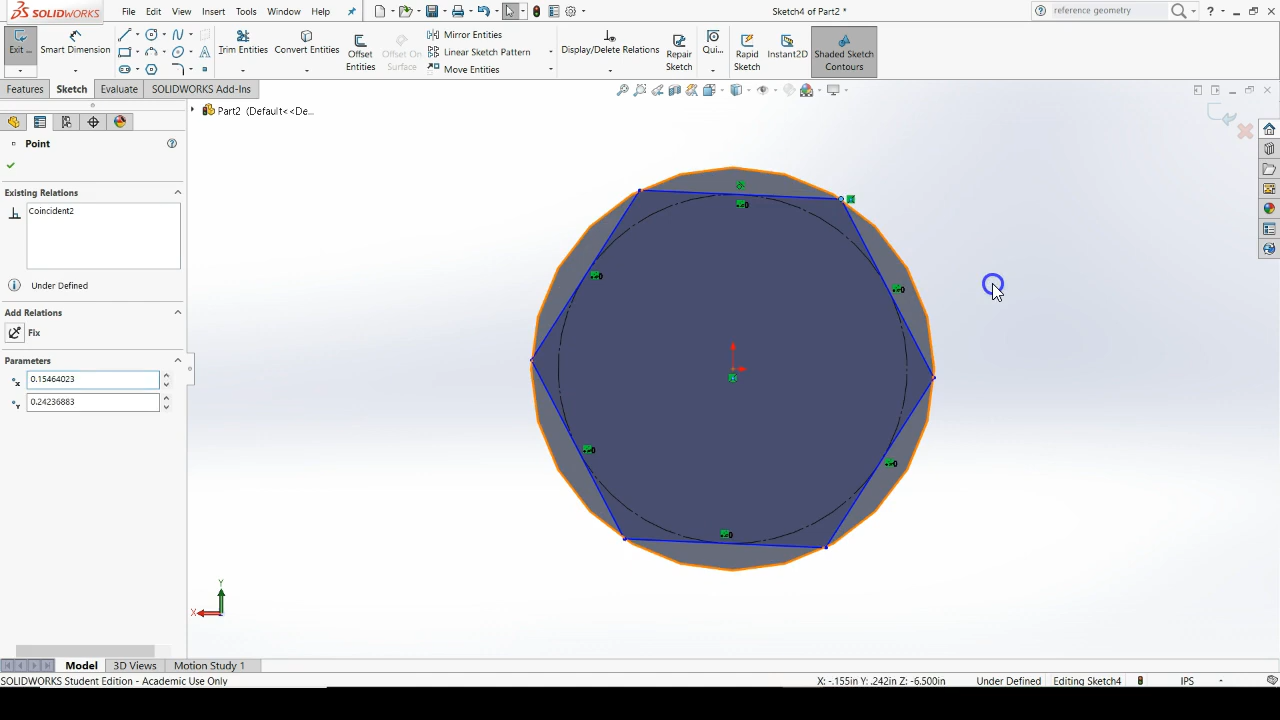 SOLIDWORKS File Edit View Insert Tools Window Help Sketch4 of Part2 * reference geometry ?
Exit ... Smart Dimension Trim Entities Convert Entities Offset Entities Offset On Surface Mirror Entities Linear Sketch Pattern Move Entities Display/Delete Relations Repair Sketch Qui... Rapid Sketch Instant2D Shaded Sketch Contours
Features Sketch Evaluate SOLIDWORKS Add-Ins
Part2 (Default<<De...
Point
Existing Relations
Coincident2
Under Defined
Add Relations
Fix
Parameters
0.15464023
0.24236883
Y
X
Model 3D Views Motion Study 1
SOLIDWORKS Student Edition - Academic Use Only X: -.155in Y: .242in Z: -6.500in Under Defined Editing Sketch4 IPS